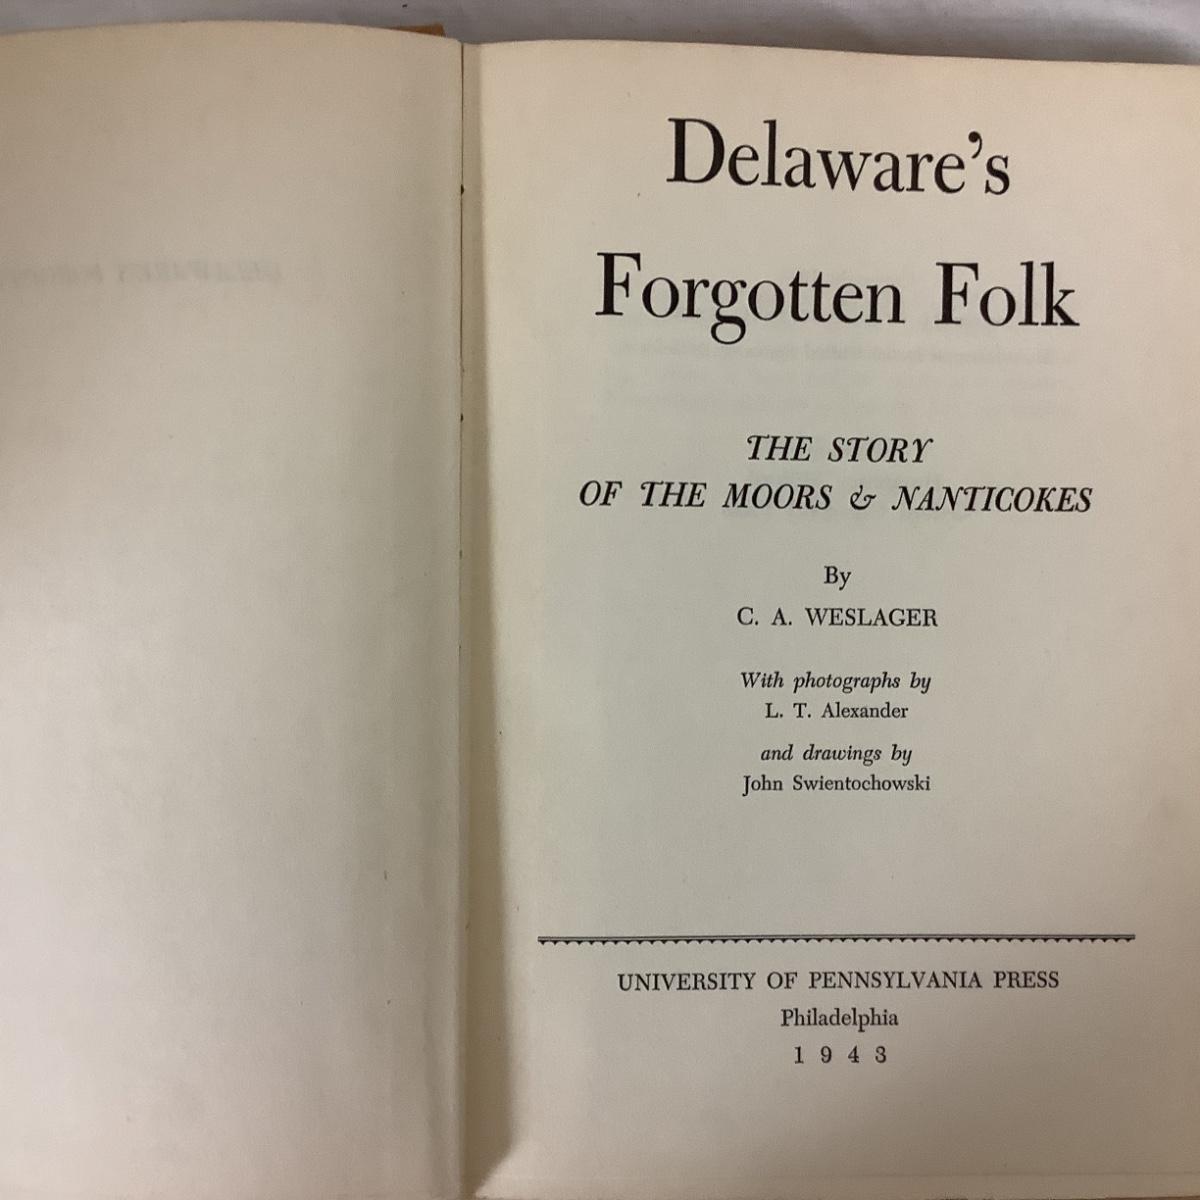 Delaware's
Forgotten Folk
THE STORY
OF THE MOORS & NANTICOKES
By
C. A. WESLAGER
With photographs by
L. T. Alexander
and drawings by
John Swientochowski
UNIVERSITY OF PENNSYLVANIA PRESS
Philadelphia
1943